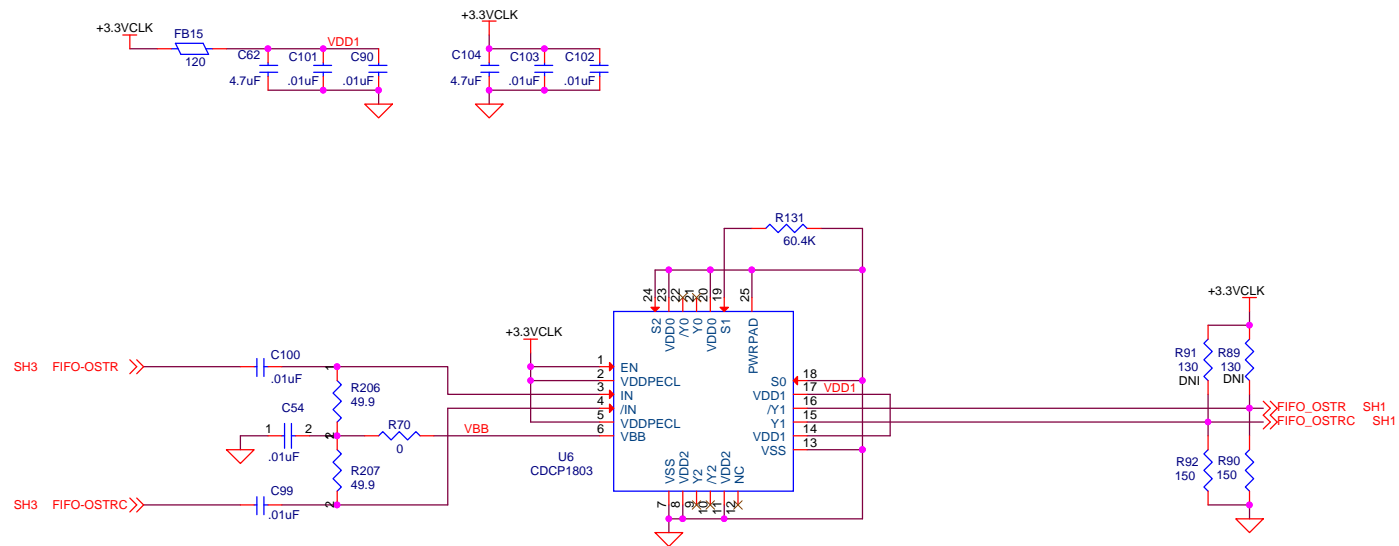 +3.3VCLK
FB15
120
VDD1
C62
4.7uF
C101
.01uF
C90
.01uF
+3.3VCLK
C104
4.7uF
C103
.01uF
C102
.01uF
R131
60.4K
24
23
22
21
20
19
25
S2
VDD0
/Y0
Y0
VDD0
S1
PWRPAD
+3.3VCLK
1
EN
2
VDDPECL
3
IN
4
/IN
5
VDDPECL
6
VBB
S0
18
VDD1
17
VDD1
/Y1
16
Y1
15
VDD1
14
VSS
13
U6
CDCP1803
VSS
VDD2
Y2
/Y2
VDD2
NC
7
8
9
10
11
12
SH3 FIFO-OSTR
C100
.01uF
1
R206
49.9
C54
1
2
.01uF
2
R70
0
VBB
R207
49.9
SH3 FIFO-OSTRC
C99
.01uF
2
+3.3VCLK
R91
130
DNI
R89
130
DNI
FIFO_OSTR SH1
FIFO_OSTRC SH1
R92
150
R90
150